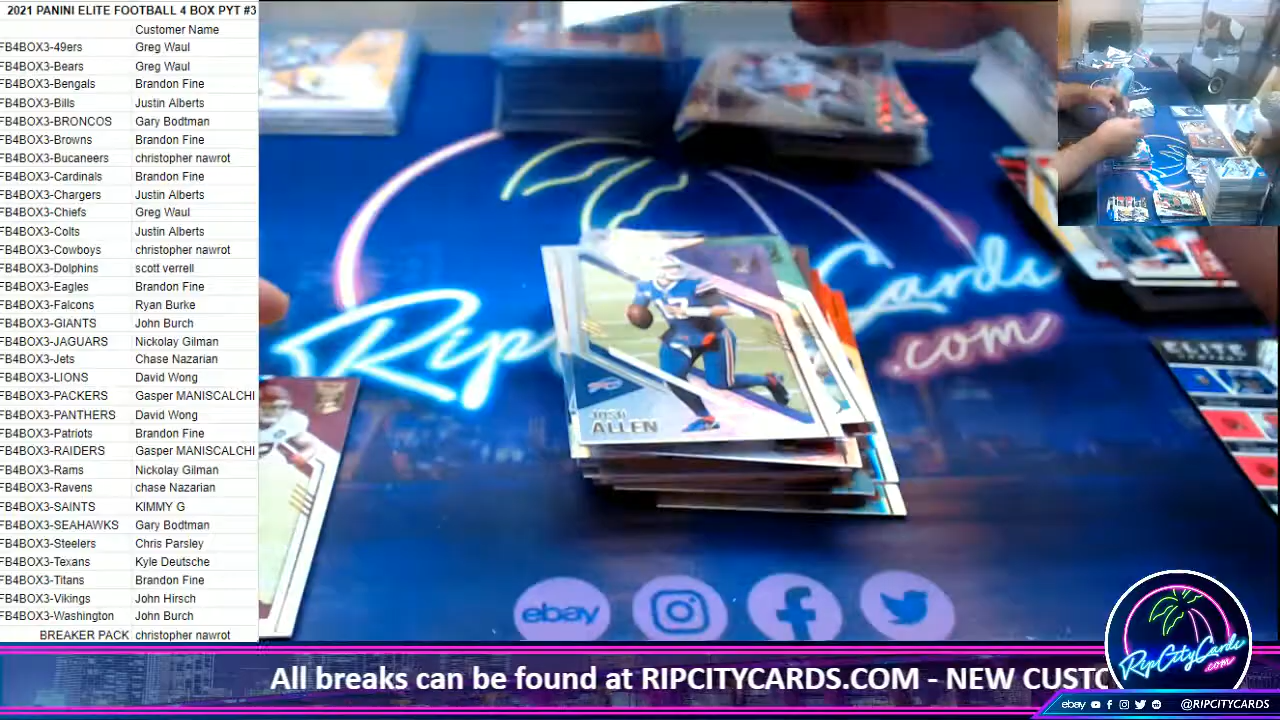 2021 PANINI ELITE FOOTBALL 4 BOX PYT #3
Customer Name
FB4BOX3-49ers Greg Waul
FB4BOX3-Bears Greg Waul
FB4BOX3-Bengals Brandon Fine
FB4BOX3-Bills Justin Alberts
FB4BOX3-BRONCOS Gary Bodtman
FB4BOX3-Browns Brandon Fine
FB4BOX3-Bucaneers christopher nawrot
FB4BOX3-Cardinals Brandon Fine
FB4BOX3-Chargers Justin Alberts
FB4BOX3-Chiefs Greg Waul
FB4BOX3-Colts Justin Alberts
FB4BOX3-Cowboys christopher nawrot
FB4BOX3-Dolphins scott verrell
FB4BOX3-Eagles Brandon Fine
FB4BOX3-Falcons Ryan Burke
FB4BOX3-GIANTS John Burch
FB4BOX3-JAGUARS Nickolay Gilman
FB4BOX3-Jets Chase Nazarian
FB4BOX3-LIONS David Wong
FB4BOX3-PACKERS Gasper MANISCALCHI
FB4BOX3-PANTHERS David Wong
FB4BOX3-Patriots Brandon Fine
FB4BOX3-RAIDERS Gasper MANISCALCHI
FB4BOX3-Rams Nickolay Gilman
FB4BOX3-Ravens chase Nazarian
FB4BOX3-SAINTS KIMMY G
FB4BOX3-SEAHAWKS Gary Bodtman
FB4BOX3-Steelers Chris Parsley
FB4BOX3-Texans Kyle Deutsche
FB4BOX3-Titans Brandon Fine
FB4BOX3-Vikings John Hirsch
FB4BOX3-Washington John Burch
BREAKER PACK christopher nawrot
Rip Cards
.com
JOSH
ALLEN
ELITE
ebay
All breaks can be found at RIPCITYCARDS.COM - NEW CUSTO
RipCityCards
.com
ebay @RIPCITYCARDS